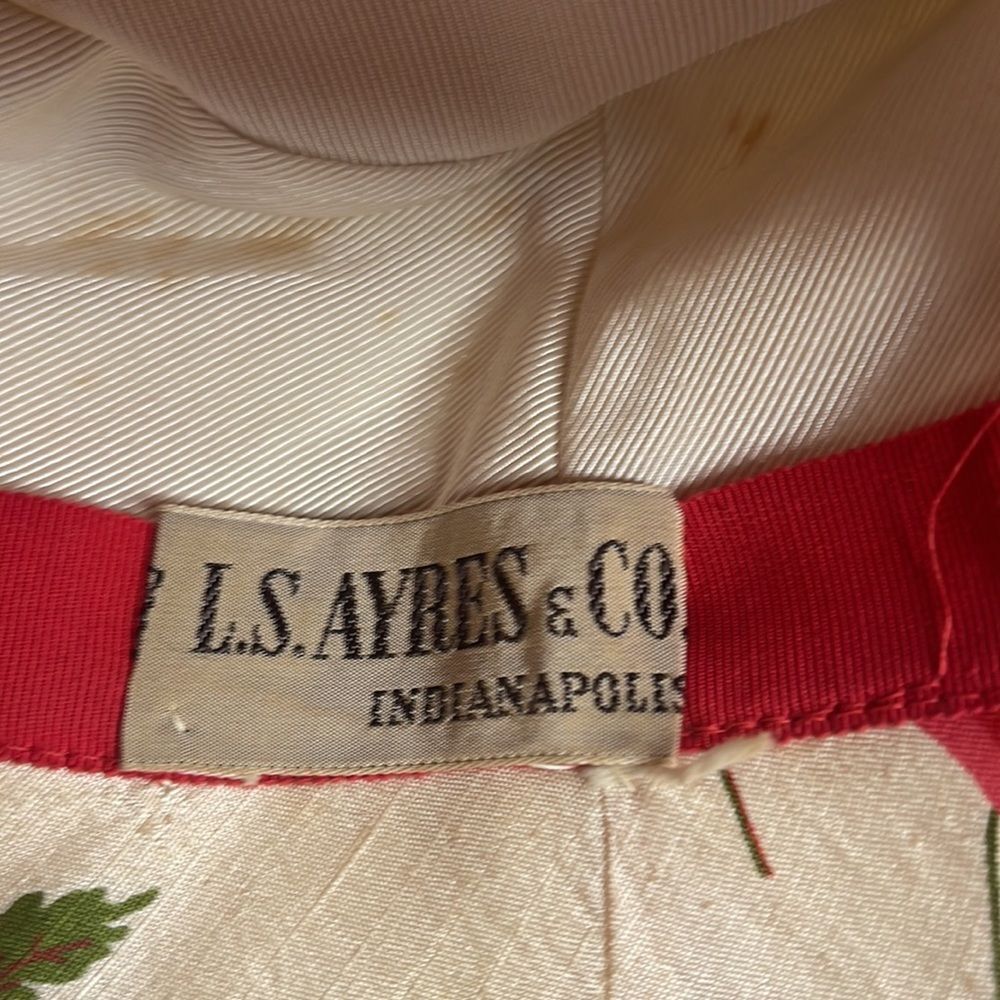 L.S. AYRES & CO.
INDIANAPOLIS